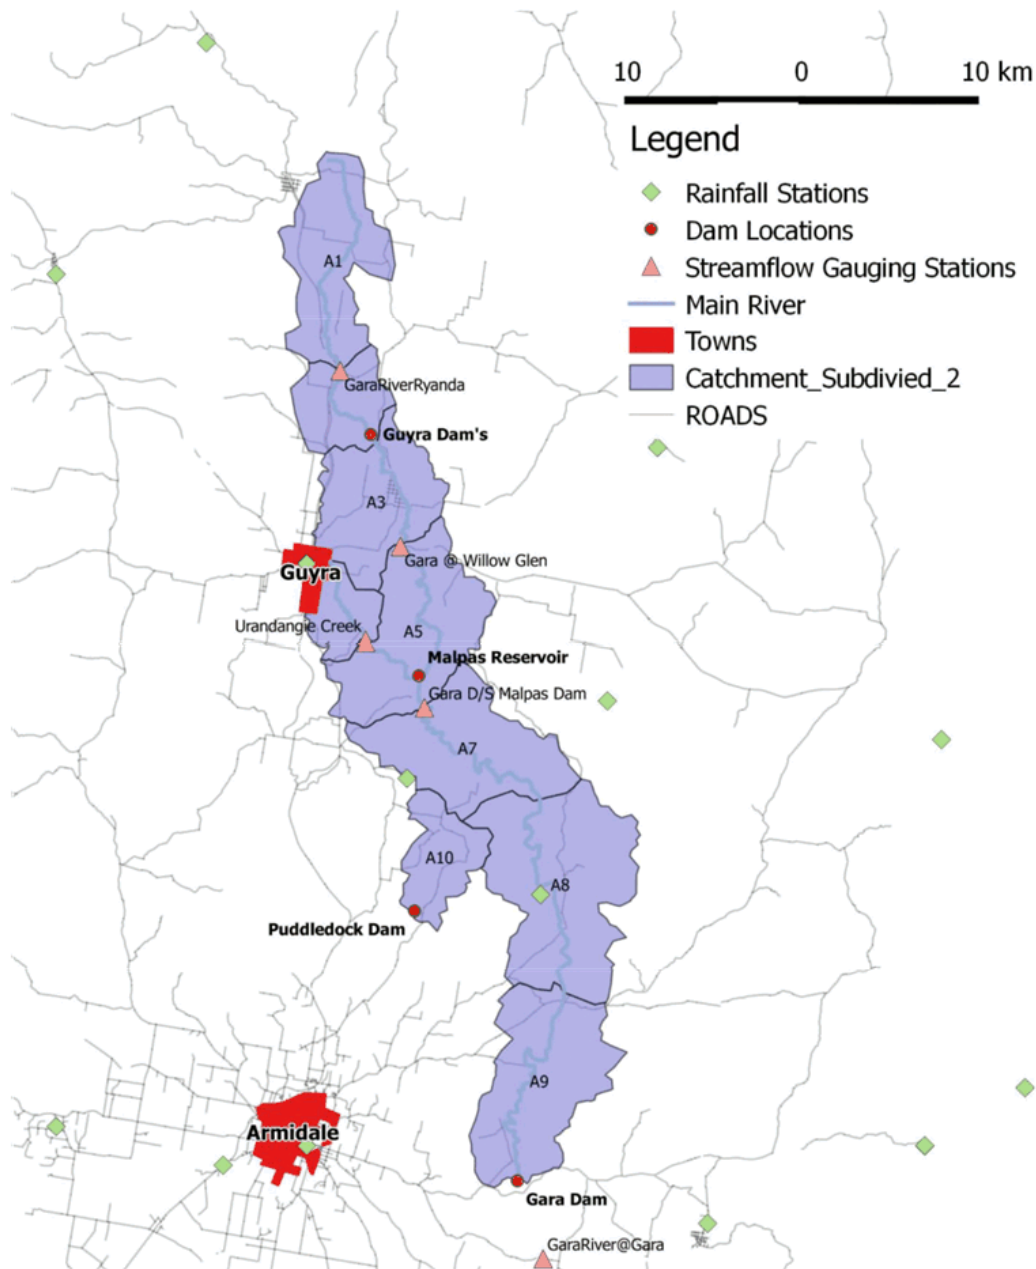 10 0 10 km
Legend
Rainfall Stations
Dam Locations
Streamflow Gauging Stations
Main River
Towns
Catchment_Subdivied_2
ROADS
A1
GaraRiverRyanda
Guyra Dam's
A3
Gara @ Willow Glen
Guyra
Urandangie Creek
A5
Malpas Reservoir
Gara D/S Malpas Dam
A7
A10
A8
Puddledock Dam
A9
Armidale
Gara Dam
GaraRiver@Gara